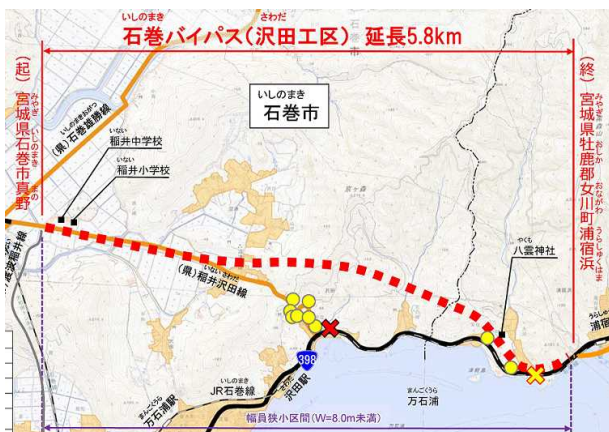 いしのまき さわだ
石巻バイパス(沢田工区) 延長5.8km
(起)宮城県石巻市真野
みやぎ いしのまき まの
(終)宮城県牡鹿郡女川町浦宿浜
みやぎ おしか おながわ うらしゅくはま
いしのまき
石巻市
いしのまきおがつ
(県)石巻雄勝線
いない
稲井中学校
いない
稲井小学校
やくも
八雲神社
いない さわだ
(県)稲井沢田線
398
いしのまき
JR石巻線
さわだ
沢田駅
まんごくうら
万石浦駅
まんごくうら
万石浦
幅員狭小区間(W=8.0m未満)